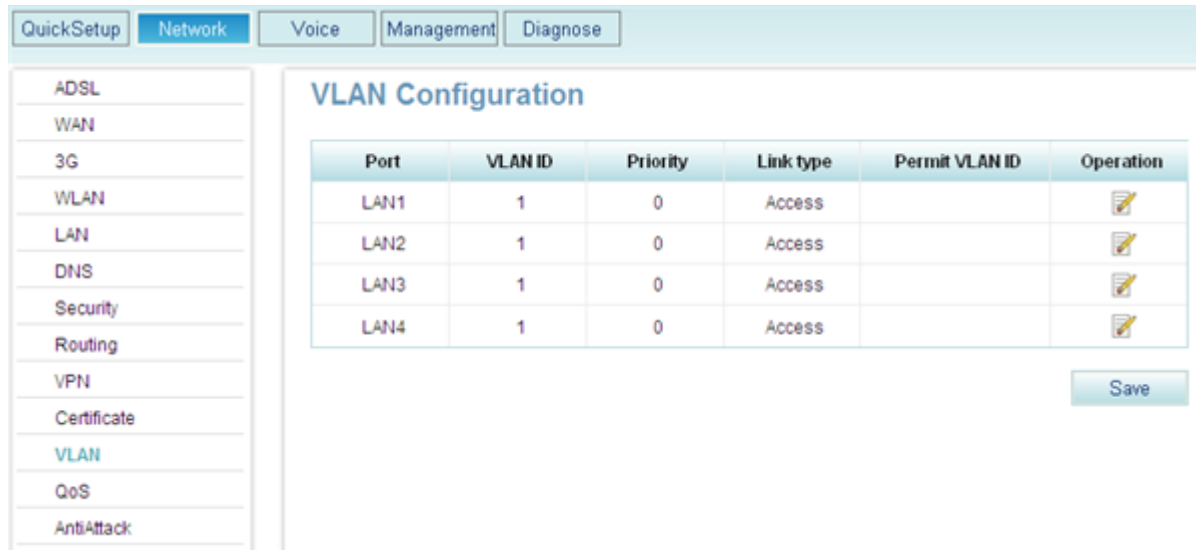 QuickSetup Network Voice Management Diagnose
ADSL
WAN
3G
WLAN
LAN
DNS
Security
Routing
VPN
Certificate
VLAN
QoS
AntiAttack
VLAN Configuration
Port VLAN ID Priority Link type Permit VLAN ID Operation
LAN1 1 0 Access
LAN2 1 0 Access
LAN3 1 0 Access
LAN4 1 0 Access
Save